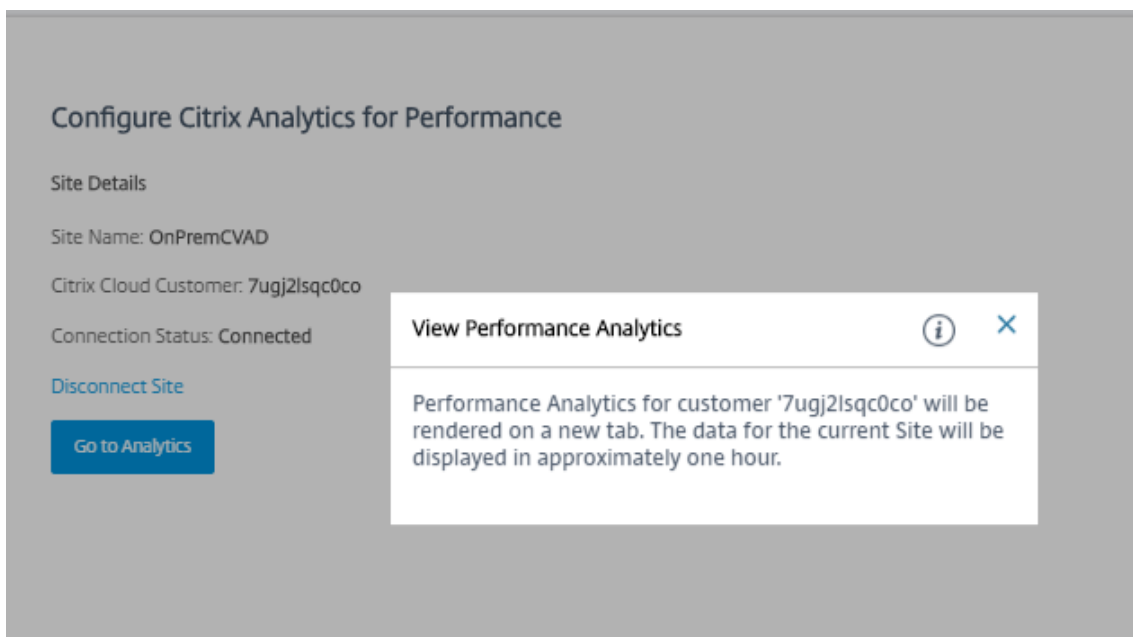 Configure Citrix Analytics for Performance
Site Details
Site Name: OnPremCVAD
Citrix Cloud Customer: 7ugj2lsqc0co
Connection Status: Connected
Disconnect Site
Go to Analytics
View Performance Analytics
Performance Analytics for customer '7ugj2lsqc0co' will be
rendered on a new tab. The data for the current Site will be
displayed in approximately one hour.